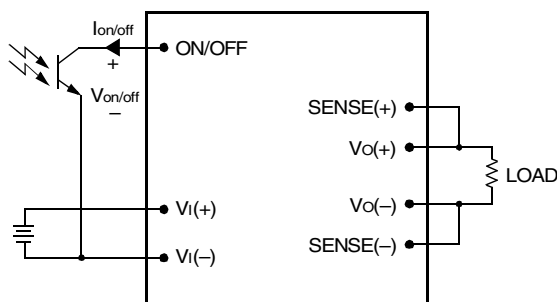 Ion/off
+
ON/OFF
Von/off
–
SENSE(+)
VO(+)
LOAD
VI(+)
VO(–)
VI(–)
SENSE(–)